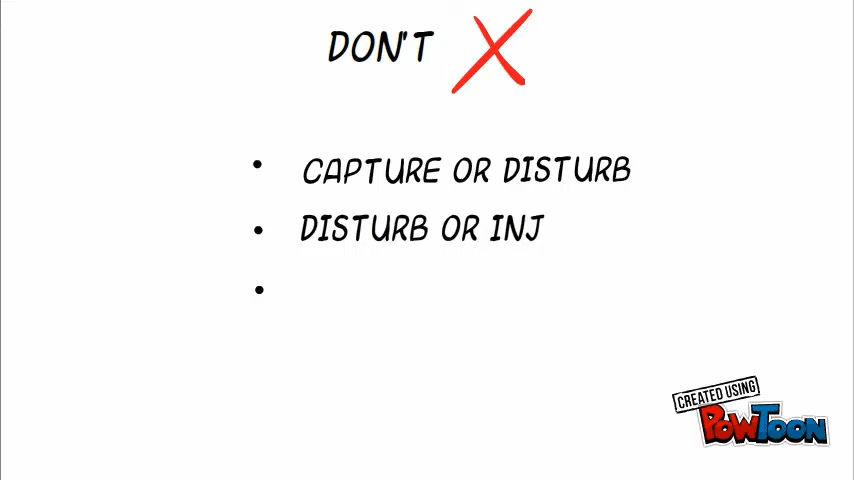 DON'T
• CAPTURE OR DISTURB
• DISTURB OR INJ
•
CREATED USING
POWTOON